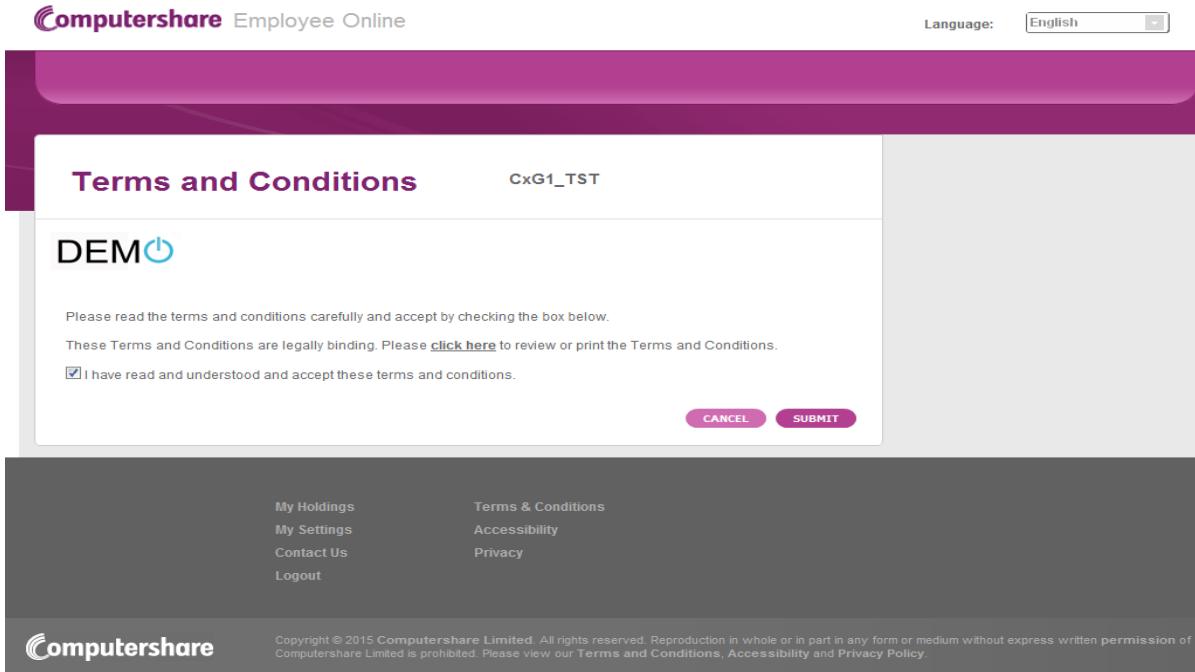 Computershare Employee Online
Language: English
Terms and Conditions CxG1_TST
DEMO
Please read the terms and conditions carefully and accept by checking the box below.
These Terms and Conditions are legally binding. Please click here to review or print the Terms and Conditions.
I have read and understood and accept these terms and conditions.
CANCEL SUBMIT
My Holdings Terms & Conditions
My Settings Accessibility
Contact Us Privacy
Logout
Computershare
Copyright © 2015 Computershare Limited. All rights reserved. Reproduction in whole or in part in any form or medium without express written permission of
Computershare Limited is prohibited. Please view our Terms and Conditions, Accessibility and Privacy Policy.